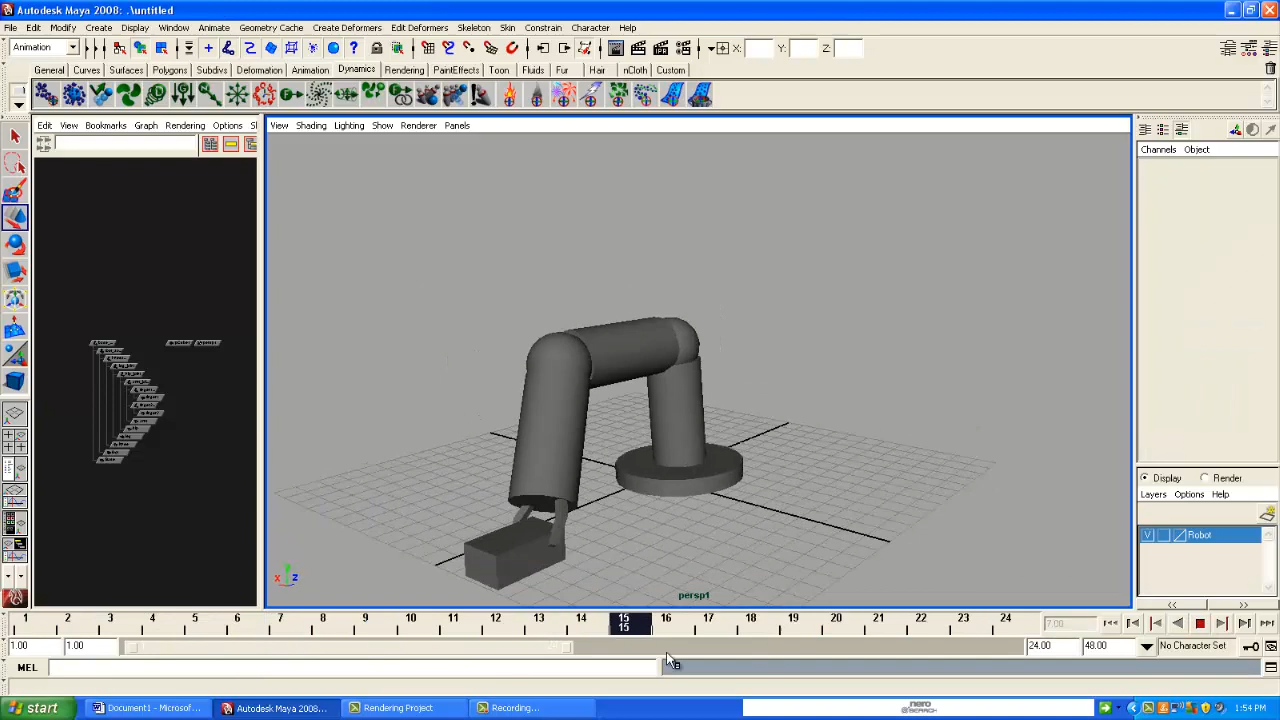 Autodesk Maya 2008: .\untitled
File Edit Modify Create Display Window Animate Geometry Cache Create Deformers Edit Deformers Skeleton Skin Constrain Character Help
Animation X: Y: Z:
General Curves Surfaces Polygons Subdivs Deformation Animation Dynamics Rendering PaintEffects Toon Fluids Fur Hair nCloth Custom
Edit View Bookmarks Graph Rendering Options
View Shading Lighting Show Renderer Panels
Channels Object
Display Render
Layers Options Help
V Robot
X Y Z
persp1
1 2 3 4 5 6 7 8 9 10 11 12 13 14 15 16 17 18 19 20 21 22 23 24
15
7.00
1.00 1.00 24.00 48.00 No Character Set
MEL
start Document1 - Microsof... Autodesk Maya 2008... Rendering Project Recording... nero SEARCH 1:54 PM